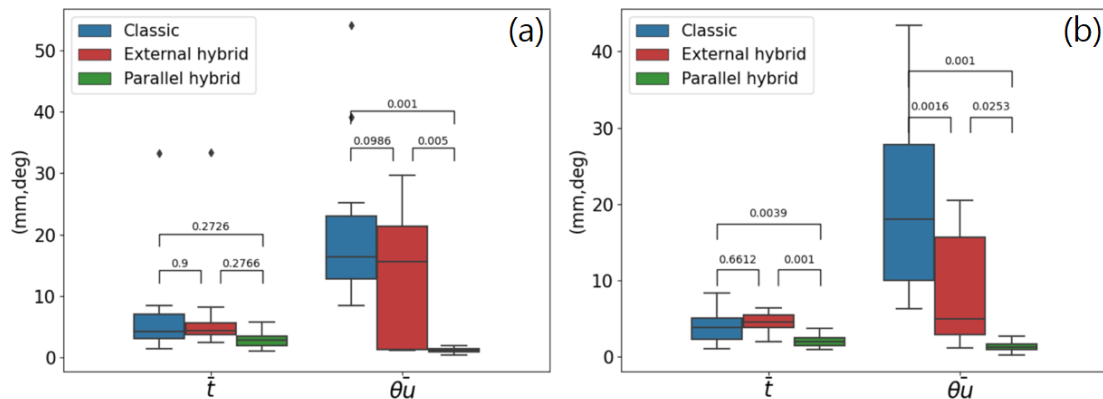 (a)
Classic
External hybrid
Parallel hybrid
(mm,deg)
50
40
30
20
10
0
0.001
0.0986
0.005
0.2726
0.9
0.2766
t̄
θū
(b)
Classic
External hybrid
Parallel hybrid
(mm,deg)
40
30
20
10
0
0.001
0.0016
0.0253
0.0039
0.6612
0.001
t̄
θū